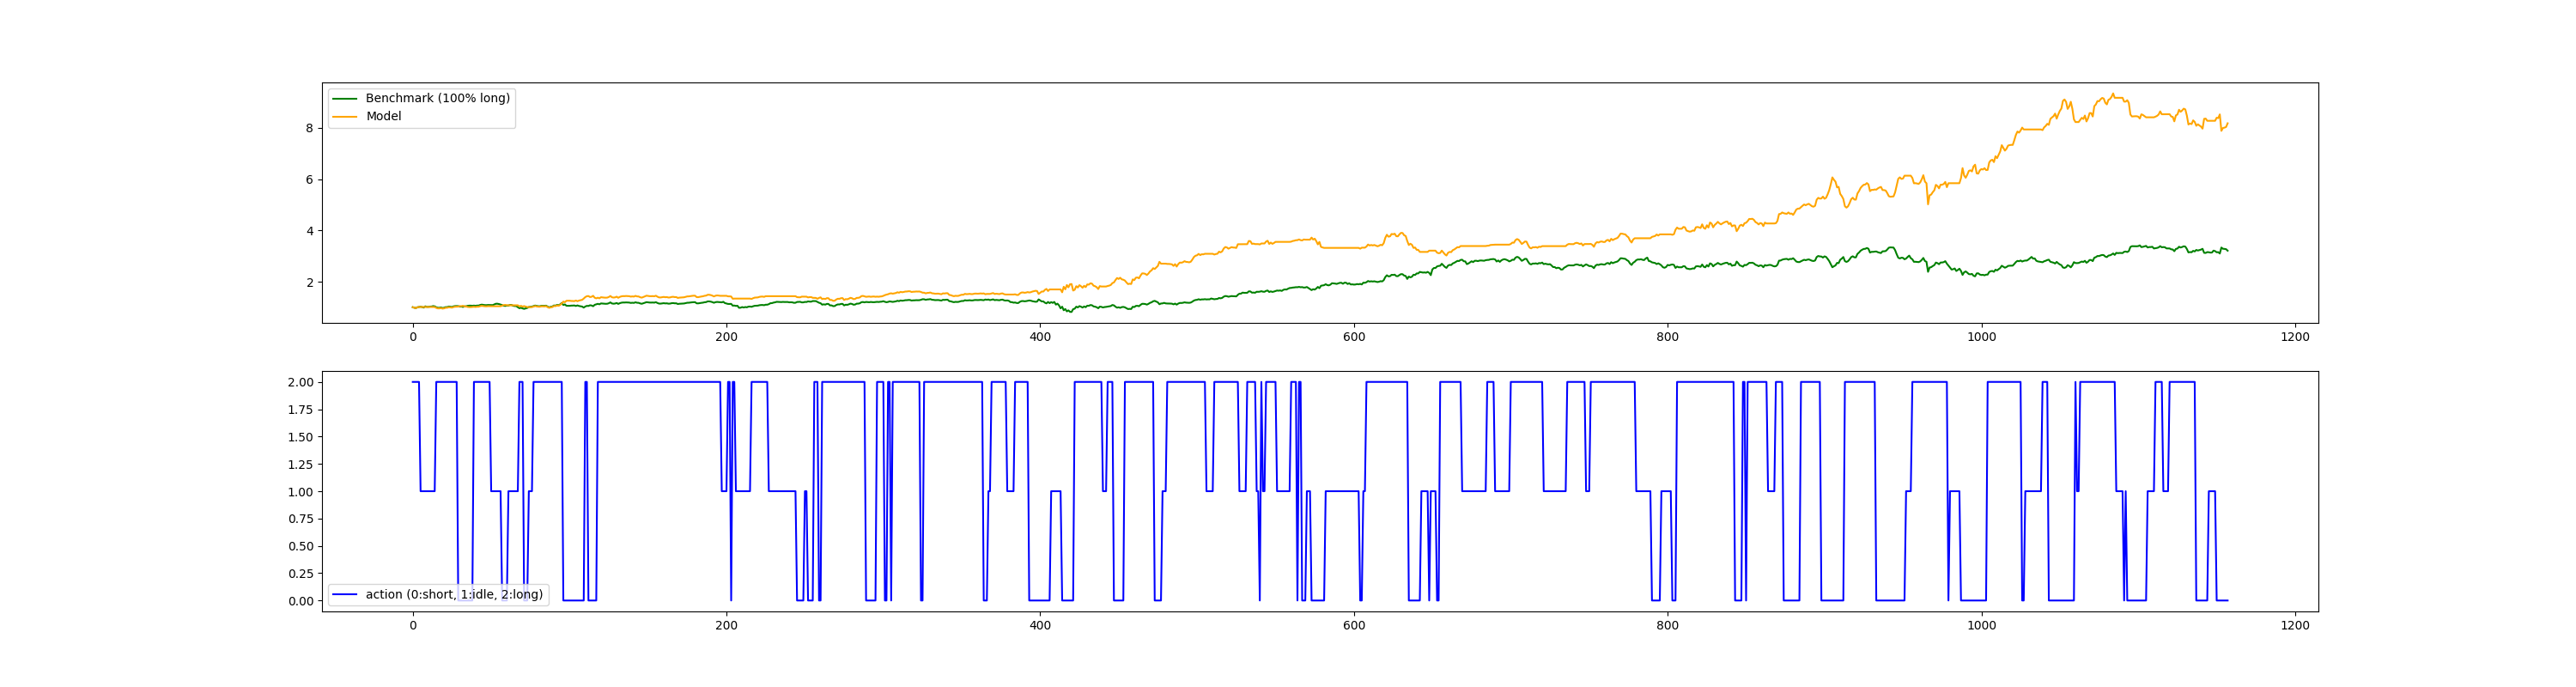 Benchmark (100% long)
Model
8
6
4
2
0 200 400 600 800 1000 1200
2.00
1.75
1.50
1.25
1.00
0.75
0.50
0.25
0.00
action (0:short, 1:idle, 2:long)
0 200 400 600 800 1000 1200